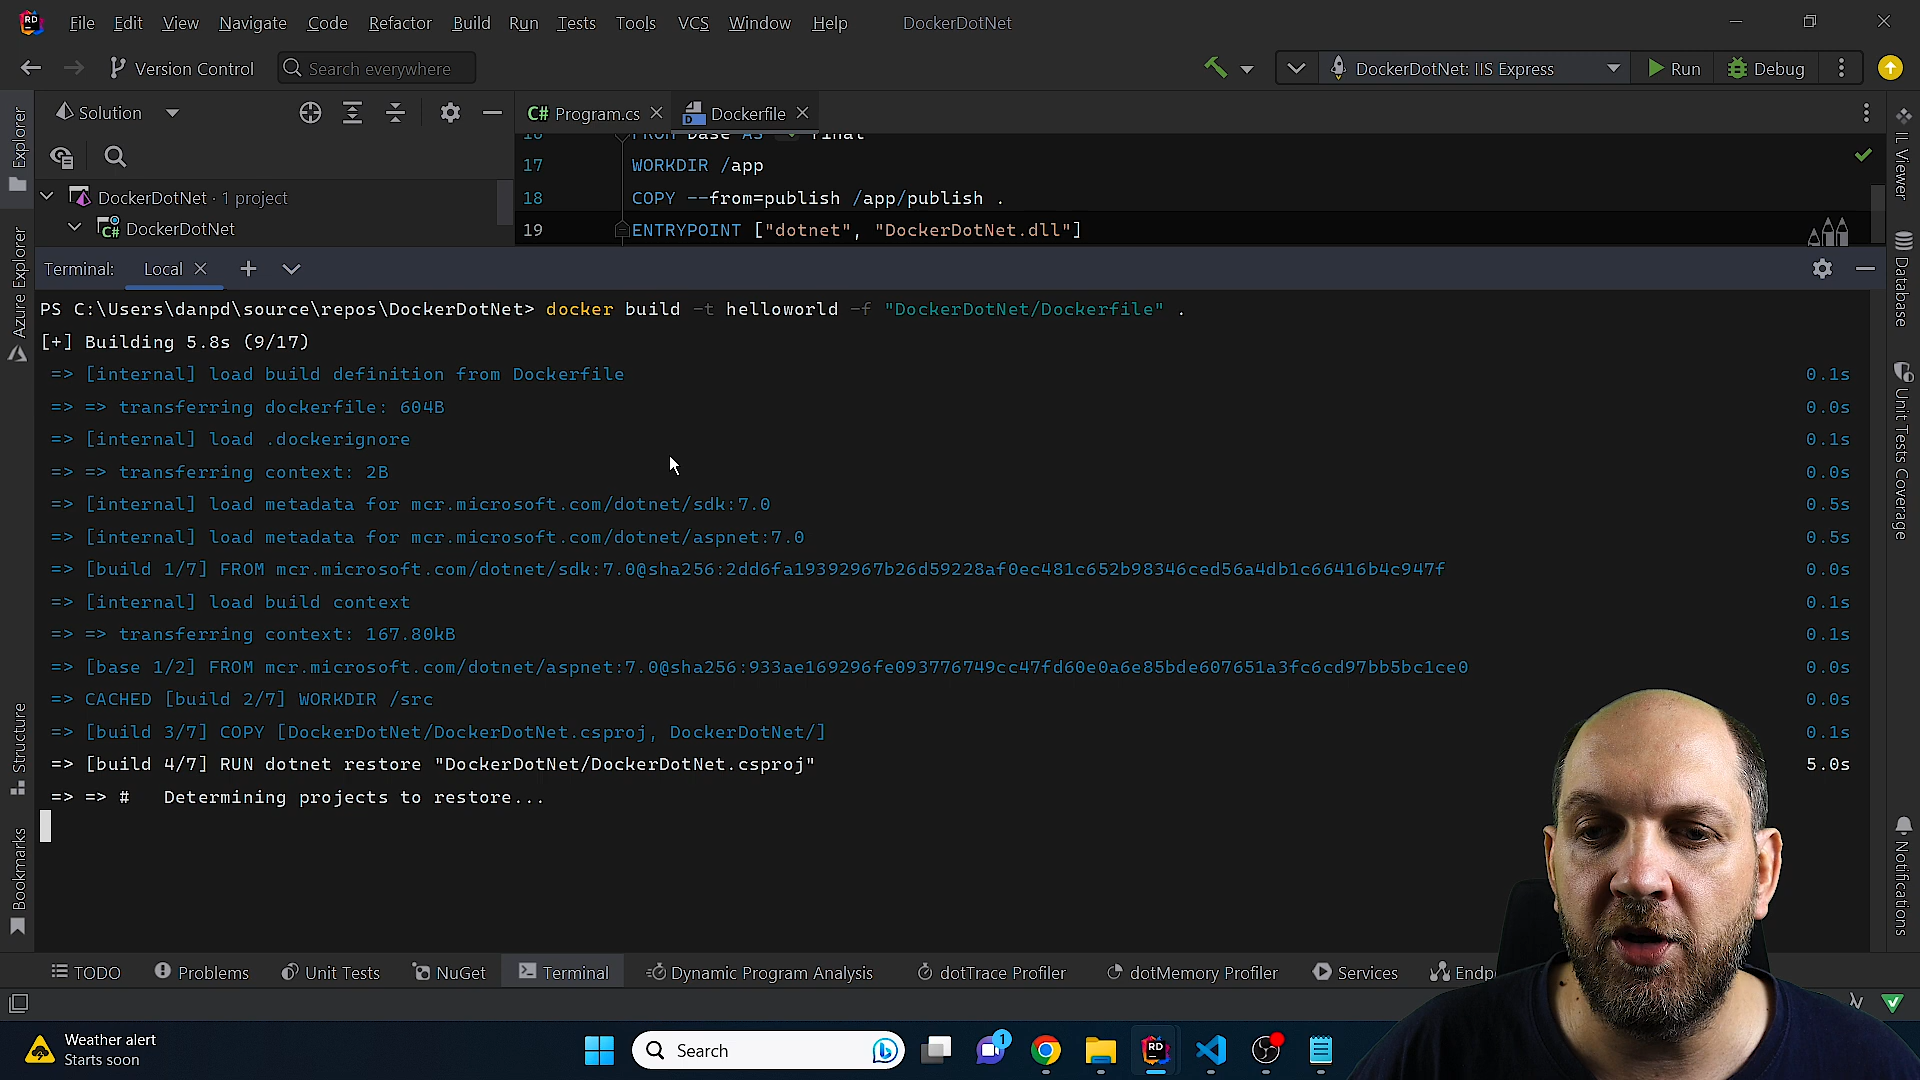 RD File Edit View Navigate Code Refactor Build Run Tests Tools VCS Window Help DockerDotNet
Version Control Search everywhere DockerDotNet: IIS Express Run Debug
Solution C# Program.cs Dockerfile
16 FROM base AS final
17 WORKDIR /app
DockerDotNet · 1 project 18 COPY --from=publish /app/publish .
C# DockerDotNet 19 ENTRYPOINT ["dotnet", "DockerDotNet.dll"]
Terminal: Local
PS C:\Users\danpd\source\repos\DockerDotNet> docker build -t helloworld -f "DockerDotNet/Dockerfile" .
[+] Building 5.8s (9/17)
=> [internal] load build definition from Dockerfile 0.1s
=> => transferring dockerfile: 604B 0.0s
=> [internal] load .dockerignore 0.1s
=> => transferring context: 2B 0.0s
=> [internal] load metadata for mcr.microsoft.com/dotnet/sdk:7.0 0.5s
=> [internal] load metadata for mcr.microsoft.com/dotnet/aspnet:7.0 0.5s
=> [build 1/7] FROM mcr.microsoft.com/dotnet/sdk:7.0@sha256:2dd6fa19392967b26d59228af0ec481c652b98346ced56a4db1c66416b4c947f 0.0s
=> [internal] load build context 0.1s
=> => transferring context: 167.80kB 0.1s
=> [base 1/2] FROM mcr.microsoft.com/dotnet/aspnet:7.0@sha256:933ae169296fe093776749cc47fd60e0a6e85bde607651a3fc6cd97bb5bc1ce0 0.0s
=> CACHED [build 2/7] WORKDIR /src 0.0s
=> [build 3/7] COPY [DockerDotNet/DockerDotNet.csproj, DockerDotNet/] 0.1s
=> [build 4/7] RUN dotnet restore "DockerDotNet/DockerDotNet.csproj" 5.0s
=> => # Determining projects to restore...
Explorer
Azure Explorer
Structure
Bookmarks
IL Viewer
Database
Unit Tests Coverage
Notifications
TODO Problems Unit Tests NuGet Terminal Dynamic Program Analysis dotTrace Profiler dotMemory Profiler Services Endp
Weather alert
Starts soon
Search 1 RD